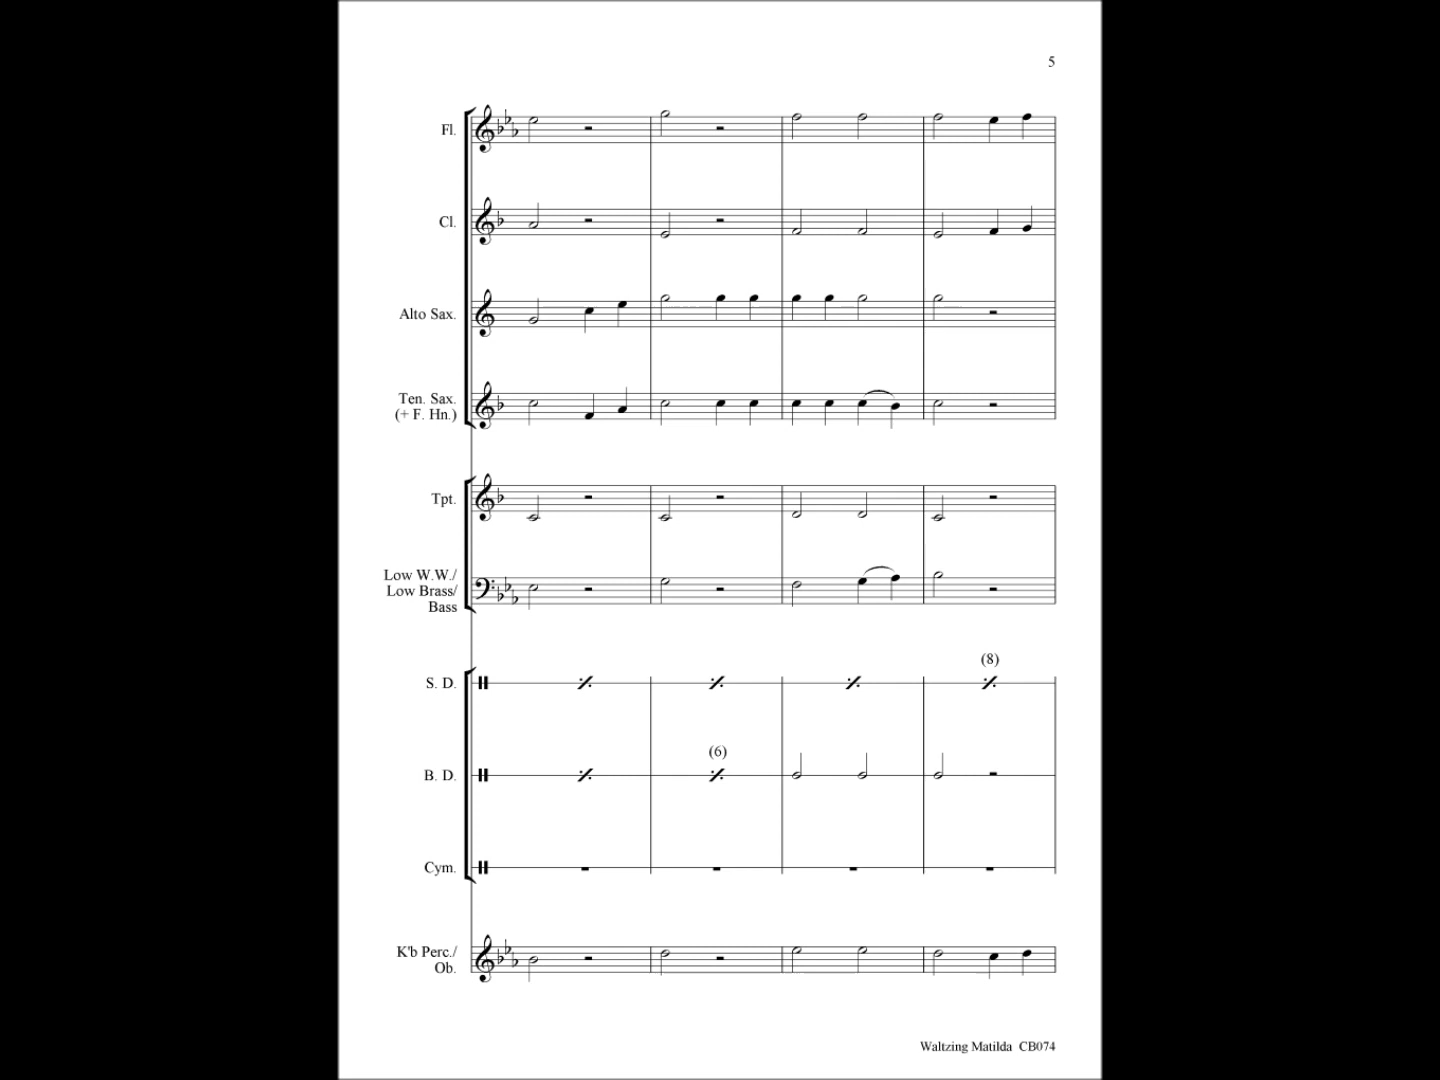 5
Fl.
Cl.
Alto Sax.
Ten. Sax.
(+ F. Hn.)
Tpt.
Low W.W./
Low Brass/
Bass
(8)
S. D.
(6)
B. D.
Cym.
K'b Perc./
Ob.
Waltzing Matilda CB074